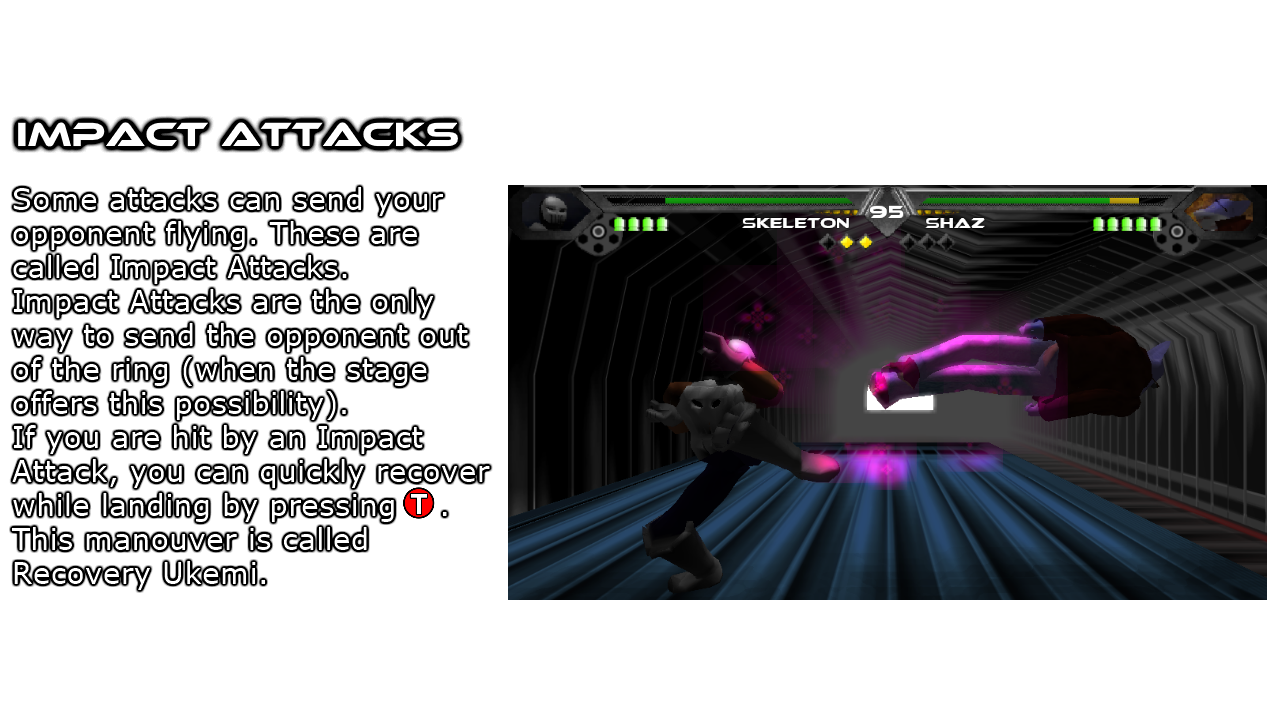 IMPACT ATTACKS
Some attacks can send your
opponent flying. These are
called Impact Attacks.
Impact Attacks are the only
way to send the opponent out
of the ring (when the stage
offers this possibility).
If you are hit by an Impact
Attack, you can quickly recover
while landing by pressing T .
This manouver is called
Recovery Ukemi.
95
SKELETON
SHAZ